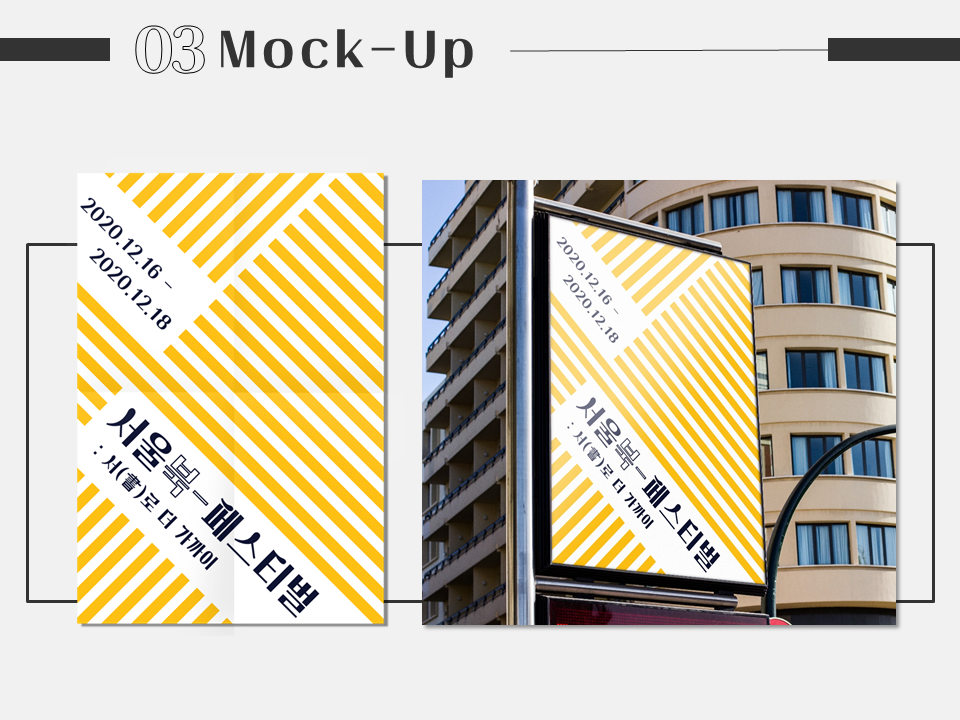 03 Mock-Up
2020.12.16 –
2020.12.18
서울북-페스티벌
: 서(書)로 더 가까이
2020.12.16 –
2020.12.18
서울북-페스티벌
: 서(書)로 더 가까이